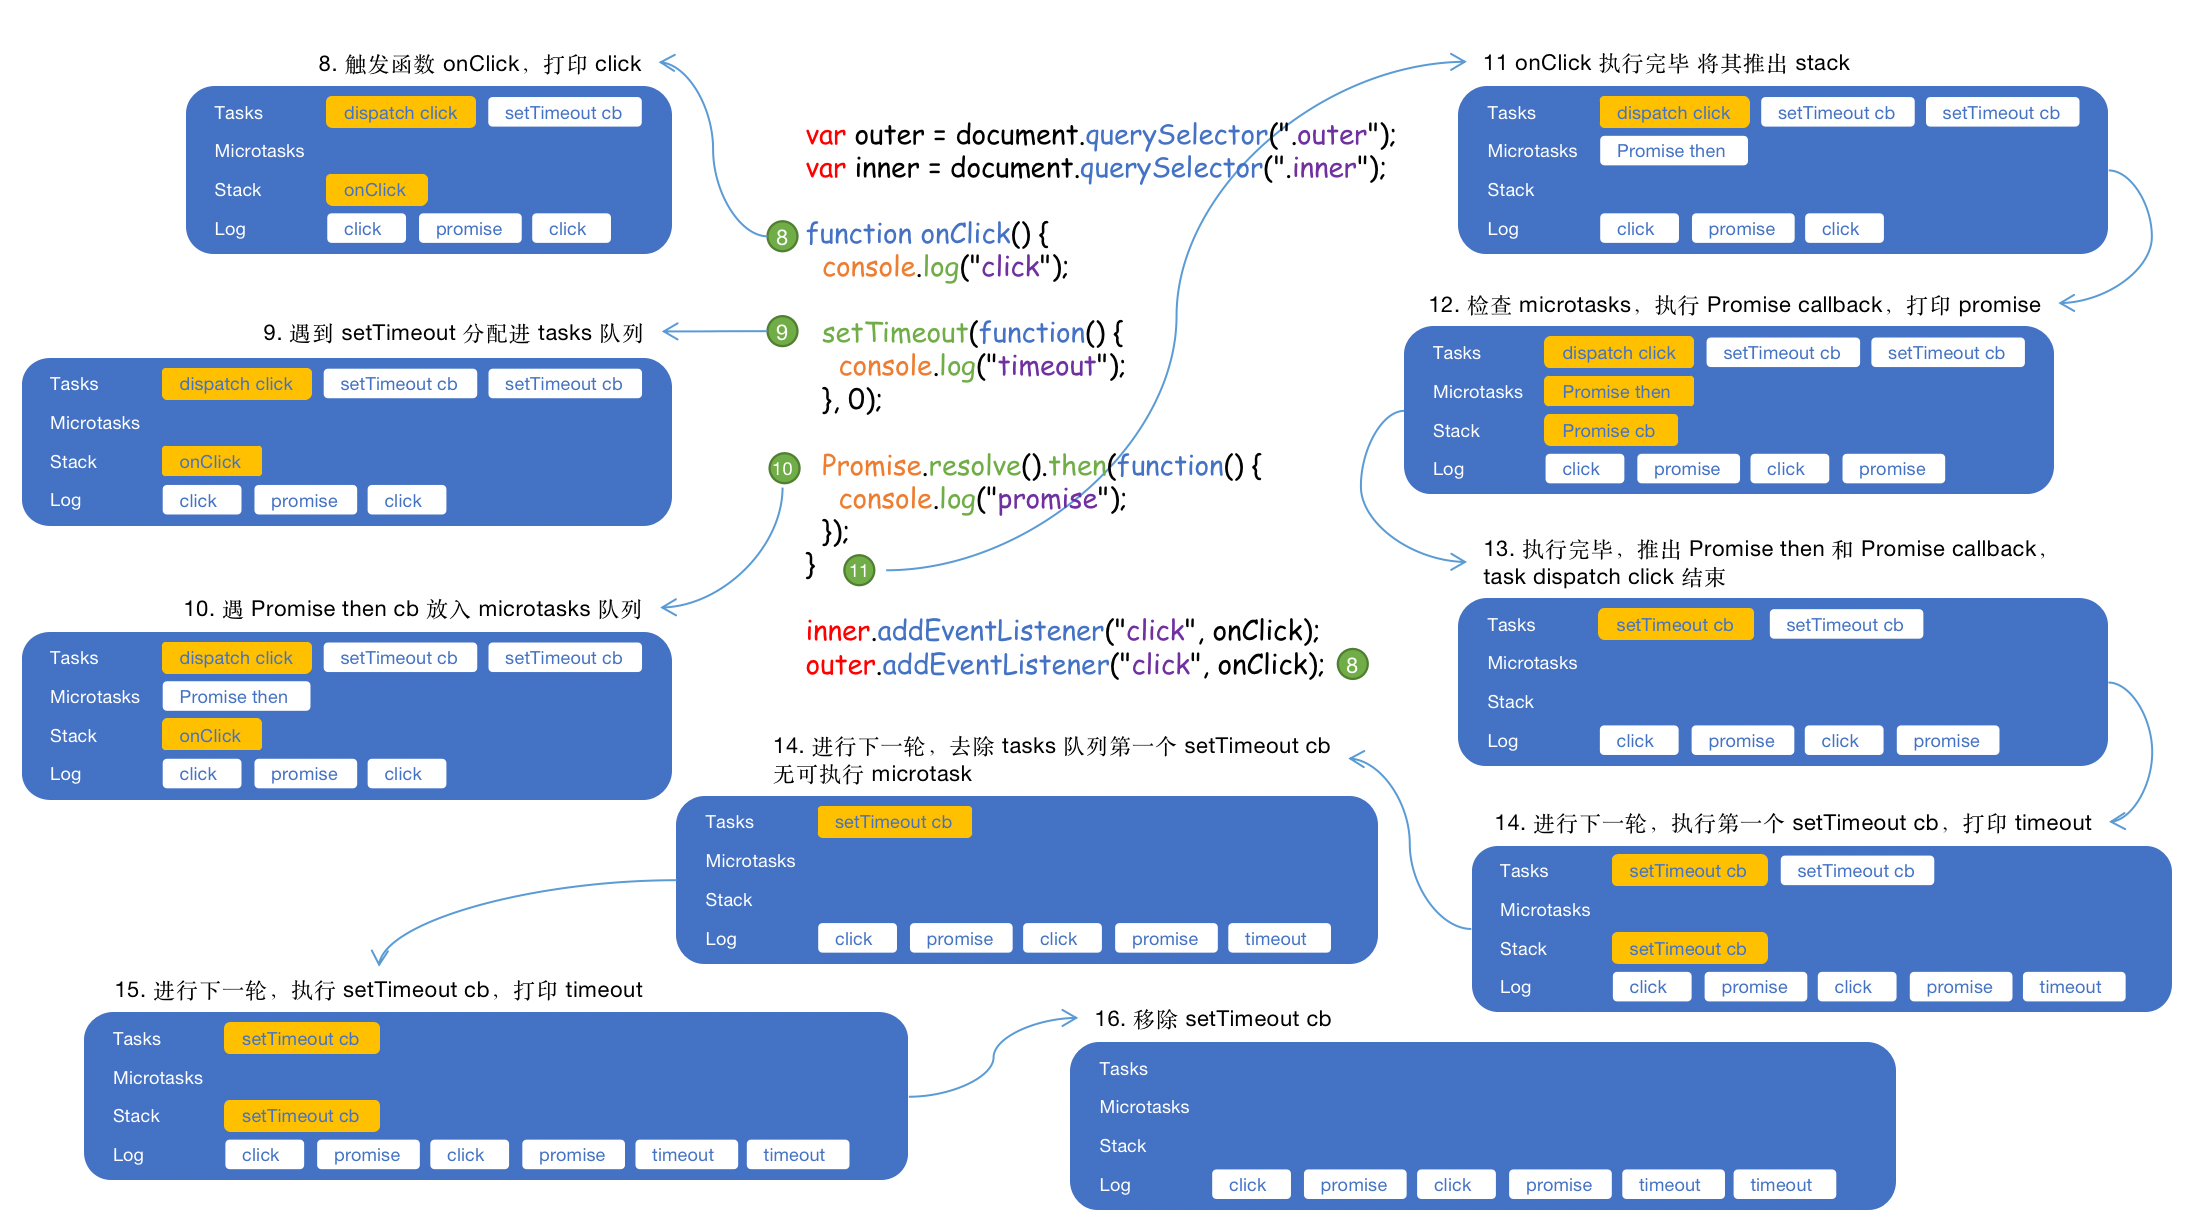 8. 触发函数 onClick，打印 click
Tasks dispatch click setTimeout cb
Microtasks
Stack onClick
Log click promise click
9. 遇到 setTimeout 分配进 tasks 队列
Tasks dispatch click setTimeout cb setTimeout cb
Microtasks
Stack onClick
Log click promise click
10. 遇 Promise then cb 放入 microtasks 队列
Tasks dispatch click setTimeout cb setTimeout cb
Microtasks Promise then
Stack onClick
Log click promise click
var outer = document.querySelector(".outer");
var inner = document.querySelector(".inner");
8 function onClick() {
console.log("click");
9 setTimeout(function() {
console.log("timeout");
}, 0);
10 Promise.resolve().then(function() {
console.log("promise");
});
} 11
inner.addEventListener("click", onClick);
outer.addEventListener("click", onClick); 8
11 onClick 执行完毕 将其推出 stack
Tasks dispatch click setTimeout cb setTimeout cb
Microtasks Promise then
Stack
Log click promise click
12. 检查 microtasks，执行 Promise callback，打印 promise
Tasks dispatch click setTimeout cb setTimeout cb
Microtasks Promise then
Stack Promise cb
Log click promise click promise
13. 执行完毕，推出 Promise then 和 Promise callback，
task dispatch click 结束
Tasks setTimeout cb setTimeout cb
Microtasks
Stack
Log click promise click promise
14. 进行下一轮，执行第一个 setTimeout cb，打印 timeout
Tasks setTimeout cb setTimeout cb
Microtasks
Stack setTimeout cb
Log click promise click promise timeout
14. 进行下一轮，去除 tasks 队列第一个 setTimeout cb
无可执行 microtask
Tasks setTimeout cb
Microtasks
Stack
Log click promise click promise timeout
15. 进行下一轮，执行 setTimeout cb，打印 timeout
Tasks setTimeout cb
Microtasks
Stack setTimeout cb
Log click promise click promise timeout timeout
16. 移除 setTimeout cb
Tasks
Microtasks
Stack
Log click promise click promise timeout timeout